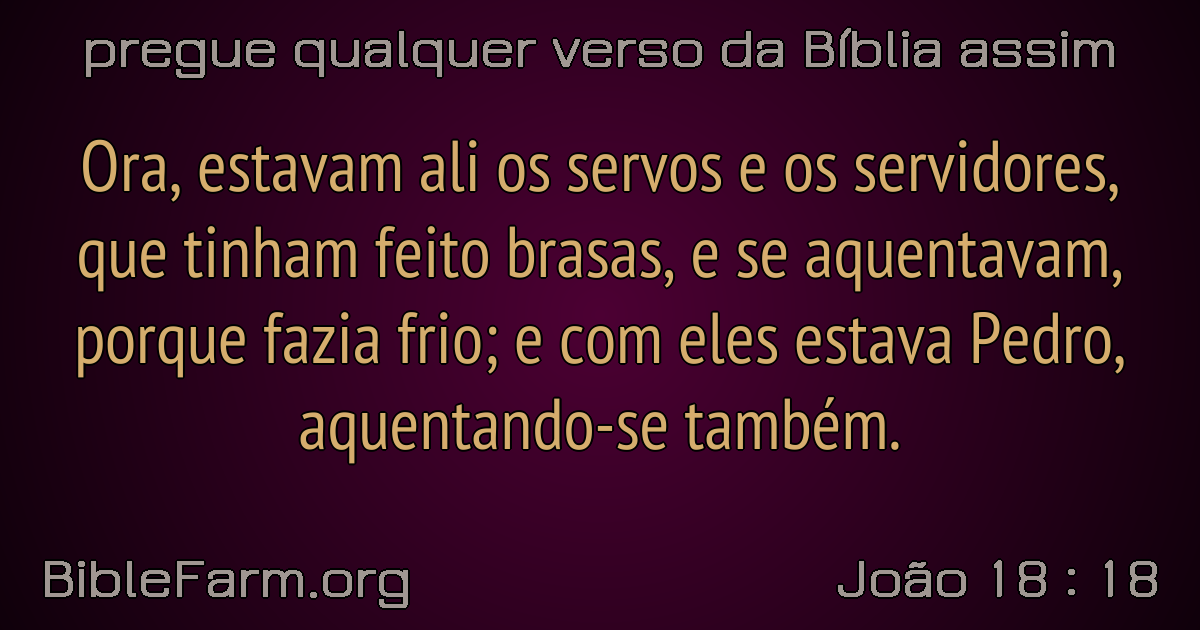 pregue qualquer verso da Bíblia assim
Ora, estavam ali os servos e os servidores,
que tinham feito brasas, e se aquentavam,
porque fazia frio; e com eles estava Pedro,
aquentando-se também.
BibleFarm.org
João 18 : 18